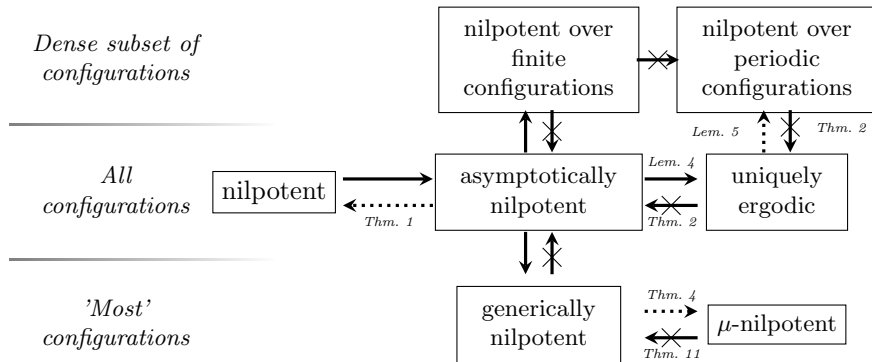 Dense subset of
configurations
nilpotent over
finite
configurations
nilpotent over
periodic
configurations
Lem. 5
Thm. 2
All
configurations
nilpotent
Thm. 1
asymptotically
nilpotent
Lem. 4
Thm. 2
uniquely
ergodic
'Most'
configurations
generically
nilpotent
Thm. 4
Thm. 11
μ-nilpotent